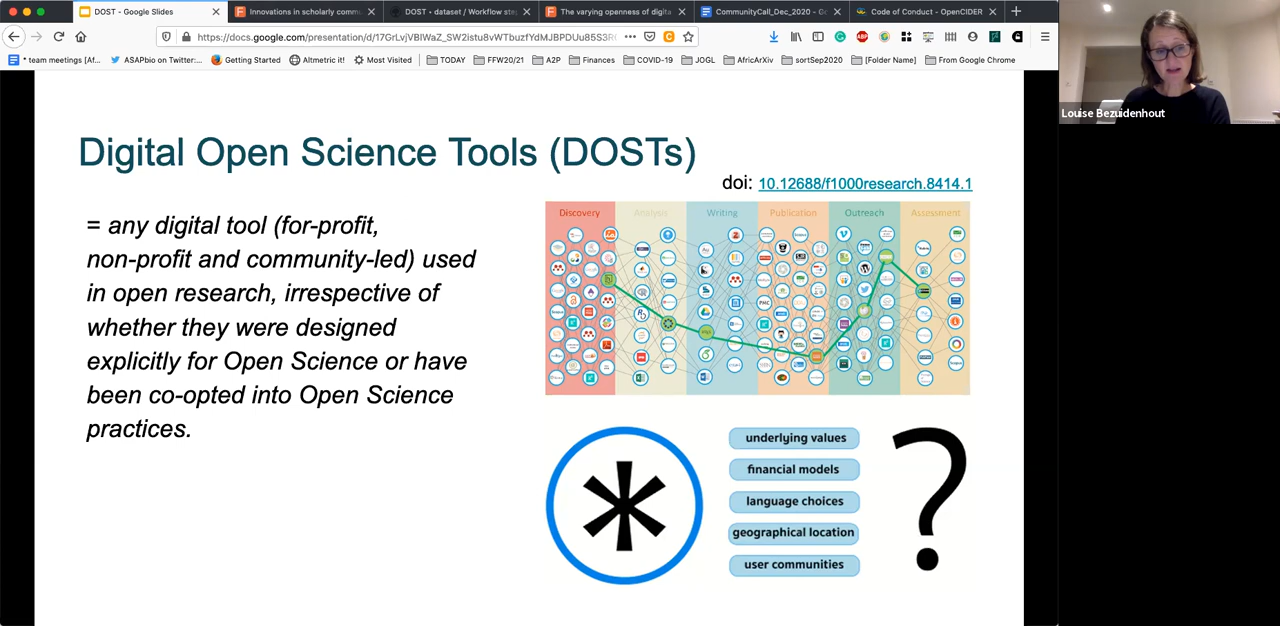 DOST - Google Slides
Innovations in scholarly commu
DOST • dataset / Workflow step
The varying openness of digita
CommunityCall_Dec_2020 - Go
Code of Conduct - OpenCIDER
https://docs.google.com/presentation/d/17GrLvjVBlWaZ_SW2istu8vWTbuzfYdMJBPDUu85S3R
* team meetings [Af...
ASAPbio on Twitter:...
Getting Started
Altmetric it!
Most Visited
TODAY
FFW20/21
A2P
Finances
COVID-19
JOGL
AfricArXiv
sortSep2020
[Folder Name]
From Google Chrome
Louise Bezuidenhout
Digital Open Science Tools (DOSTs)
doi: 10.12688/f1000research.8414.1
= any digital tool (for-profit,
non-profit and community-led) used
in open research, irrespective of
whether they were designed
explicitly for Open Science or have
been co-opted into Open Science
practices.
Discovery
Analysis
Writing
Publication
Outreach
Assessment
PMC
*
underlying values
financial models
language choices
geographical location
user communities
?